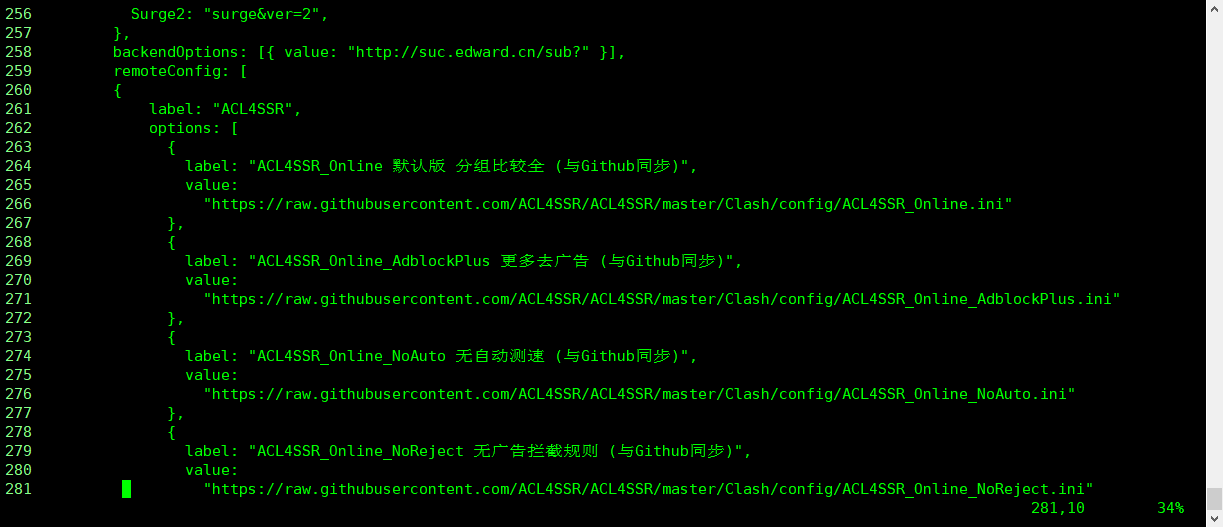 256           Surge2: "surge&ver=2",
257         },
258         backendOptions: [{ value: "http://suc.edward.cn/sub?" }],
259         remoteConfig: [
260         {
261             label: "ACL4SSR",
262             options: [
263               {
264                 label: "ACL4SSR_Online 默认版 分组比较全 (与Github同步)",
265                 value:
266                   "https://raw.githubusercontent.com/ACL4SSR/ACL4SSR/master/Clash/config/ACL4SSR_Online.ini"
267               },
268               {
269                 label: "ACL4SSR_Online_AdblockPlus 更多去广告 (与Github同步)",
270                 value:
271                   "https://raw.githubusercontent.com/ACL4SSR/ACL4SSR/master/Clash/config/ACL4SSR_Online_AdblockPlus.ini"
272               },
273               {
274                 label: "ACL4SSR_Online_NoAuto 无自动测速 (与Github同步)",
275                 value:
276                   "https://raw.githubusercontent.com/ACL4SSR/ACL4SSR/master/Clash/config/ACL4SSR_Online_NoAuto.ini"
277               },
278               {
279                 label: "ACL4SSR_Online_NoReject 无广告拦截规则 (与Github同步)",
280                 value:
281                   "https://raw.githubusercontent.com/ACL4SSR/ACL4SSR/master/Clash/config/ACL4SSR_Online_NoReject.ini"
281,10        34%